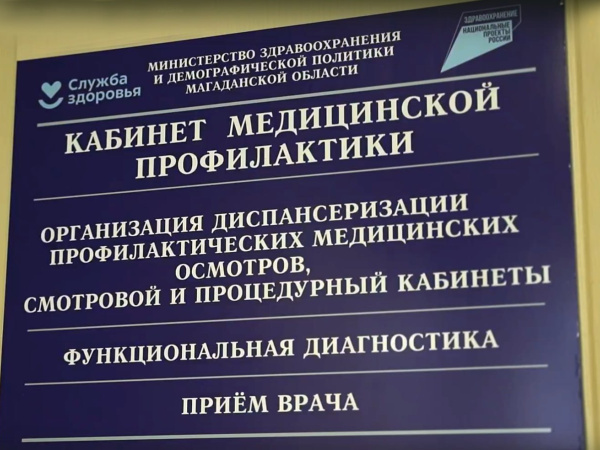 Служба
здоровья
МИНИСТЕРСТВО ЗДРАВООХРАНЕНИЯ
И ДЕМОГРАФИЧЕСКОЙ ПОЛИТИКИ
МАГАДАНСКОЙ ОБЛАСТИ
ЗДРАВООХРАНЕНИЕ
НАЦИОНАЛЬНЫЕ
ПРОЕКТЫ
РОССИИ
КАБИНЕТ МЕДИЦИНСКОЙ
ПРОФИЛАКТИКИ
ОРГАНИЗАЦИЯ ДИСПАНСЕРИЗАЦИИ
ПРОФИЛАКТИЧЕСКИХ МЕДИЦИНСКИХ
ОСМОТРОВ,
СМОТРОВОЙ И ПРОЦЕДУРНЫЙ КАБИНЕТЫ
ФУНКЦИОНАЛЬНАЯ ДИАГНОСТИКА
ПРИЁМ ВРАЧА